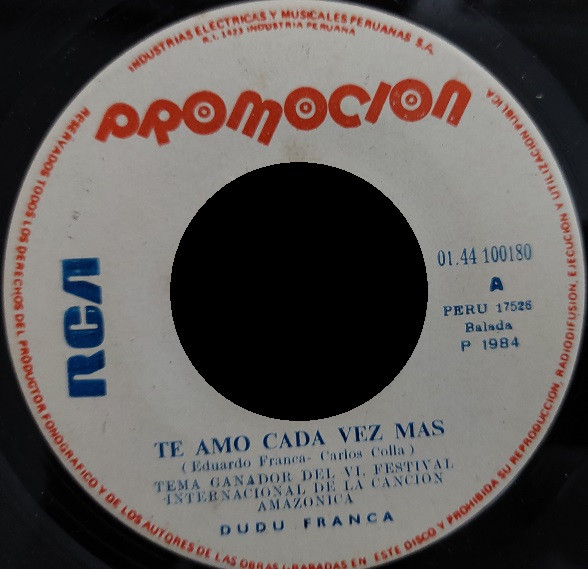 INDUSTRIAS ELECTRICAS Y MUSICALES PERUANAS S.A.
R.I. 1423 INDUSTRIA PERUANA
PROMOCION
RCA
01.44 100180
A
PERU 17526
Balada
P 1984
TE AMO CADA VEZ MAS
(Eduardo Franca- Carlos Colla)
TEMA GANADOR DEL VI. FESTIVAL
INTERNACIONAL DE LA CANCION
AMAZONICA
DUDU FRANCA
RESERVADOS TODOS LOS DERECHOS DEL PRODUCTOR FONOGRAFICO Y DE LOS AUTORES DE LAS OBRAS GRABADAS EN ESTE DISCO Y PROHIBIDA SU REPRODUCCION, RADIODIFUSION, EJECUCION Y UTILIZACION PUBLICA